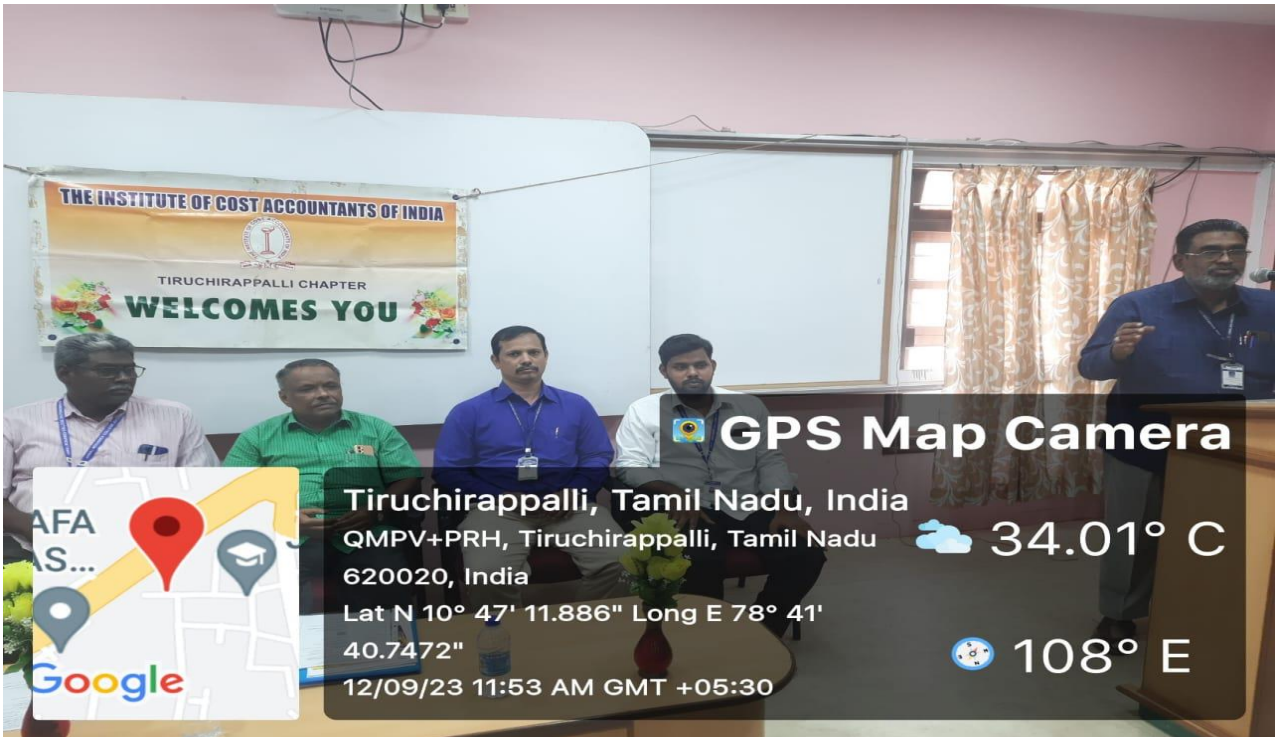 THE INSTITUTE OF COST ACCOUNTANTS OF INDIA
TIRUCHIRAPPALLI CHAPTER
WELCOMES YOU
GPS Map Camera
AFA
AS...
Google
Tiruchirappalli, Tamil Nadu, India
QMPV+PRH, Tiruchirappalli, Tamil Nadu
620020, India
Lat N 10° 47' 11.886" Long E 78° 41'
40.7472"
12/09/23 11:53 AM GMT +05:30
34.01° C
108° E